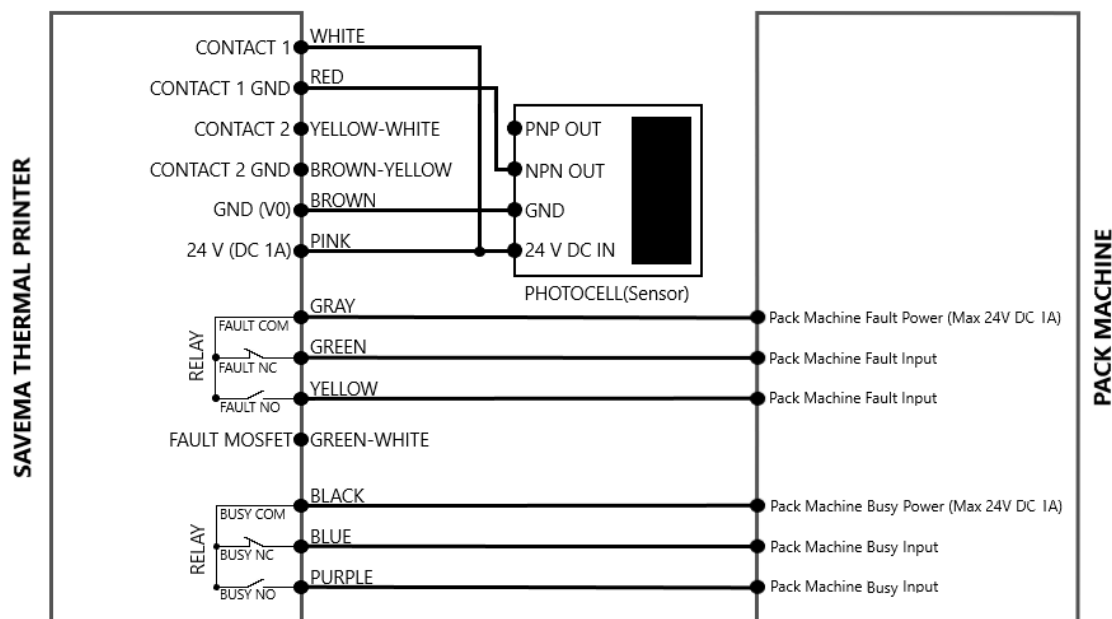 SAVEMA THERMAL PRINTER
CONTACT 1 WHITE
CONTACT 1 GND RED
CONTACT 2 YELLOW-WHITE
CONTACT 2 GND BROWN-YELLOW
GND (V0) BROWN
24 V (DC 1A) PINK
PNP OUT
NPN OUT
GND
24 V DC IN
PHOTOCELL(Sensor)
RELAY
FAULT COM GRAY Pack Machine Fault Power (Max 24V DC 1A)
FAULT NC GREEN Pack Machine Fault Input
FAULT NO YELLOW Pack Machine Fault Input
FAULT MOSFET GREEN-WHITE
RELAY
BUSY COM BLACK Pack Machine Busy Power (Max 24V DC 1A)
BUSY NC BLUE Pack Machine Busy Input
BUSY NO PURPLE Pack Machine Busy Input
PACK MACHINE